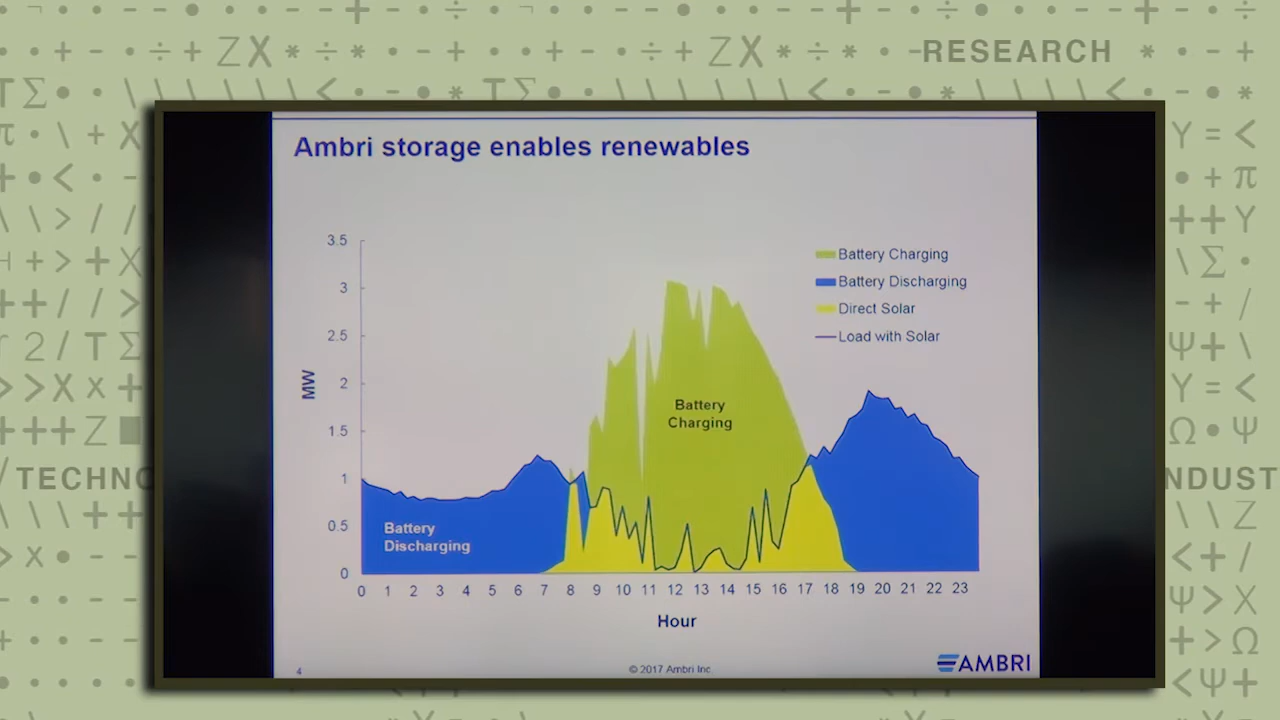 RESEARCH
TECHNO
INDUST
Ambri storage enables renewables
3.5
3
2.5
2
1.5
1
0.5
0
MW
Battery Charging
Battery Discharging
Direct Solar
Load with Solar
Battery
Charging
Battery
Discharging
0 1 2 3 4 5 6 7 8 9 10 11 12 13 14 15 16 17 18 19 20 21 22 23
Hour
4
© 2017 Ambri Inc.
AMBRI